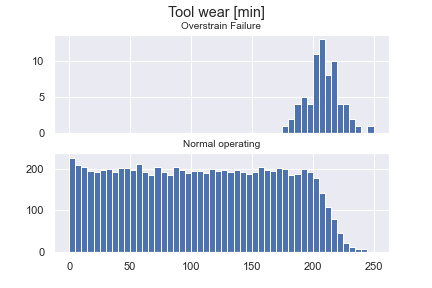 Tool wear [min]
Overstrain Failure
10
5
0
Normal operating
200
100
0
0 50 100 150 200 250